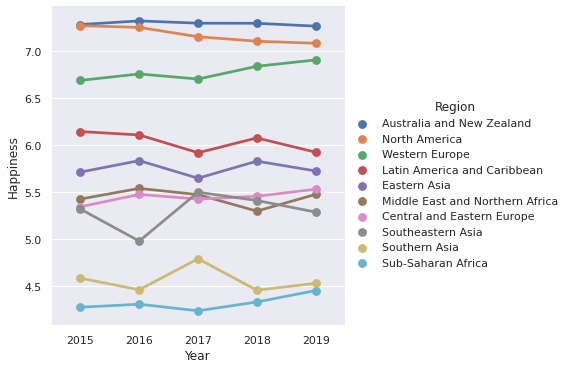 7.0
6.5
6.0
5.5
5.0
4.5
Happiness
2015 2016 2017 2018 2019
Year
Region
Australia and New Zealand
North America
Western Europe
Latin America and Caribbean
Eastern Asia
Middle East and Northern Africa
Central and Eastern Europe
Southeastern Asia
Southern Asia
Sub-Saharan Africa